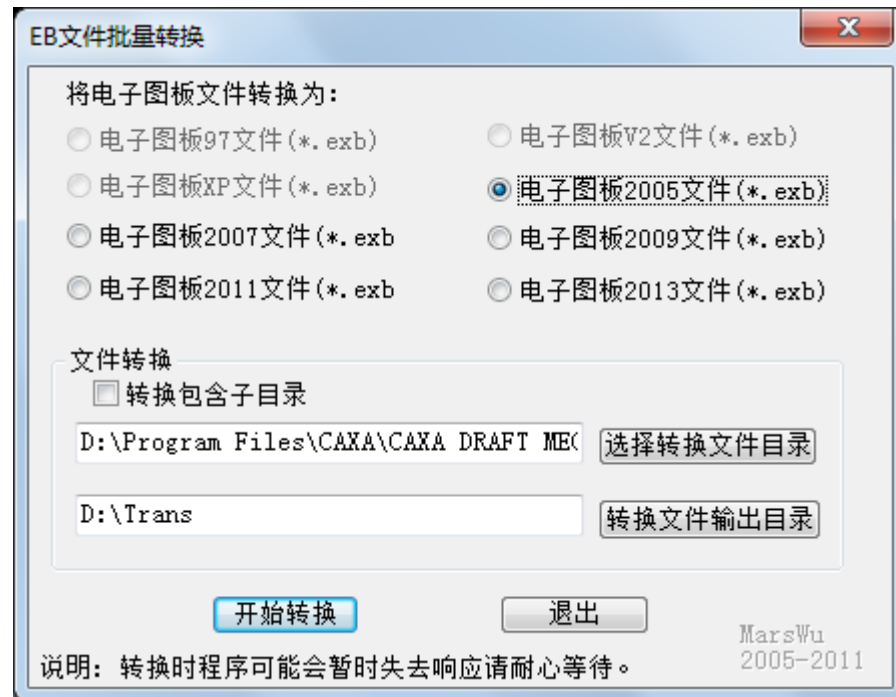 EB文件批量转换
将电子图板文件转换为:
电子图板97文件(*.exb)
电子图板V2文件(*.exb)
电子图板XP文件(*.exb)
电子图板2005文件(*.exb)
电子图板2007文件(*.exb
电子图板2009文件(*.exb)
电子图板2011文件(*.exb
电子图板2013文件(*.exb)
文件转换
转换包含子目录
D:\Program Files\CAXA\CAXA DRAFT ME(
选择转换文件目录
D:\Trans
转换文件输出目录
开始转换
退出
MarsWu
2005-2011
说明: 转换时程序可能会暂时失去响应请耐心等待。